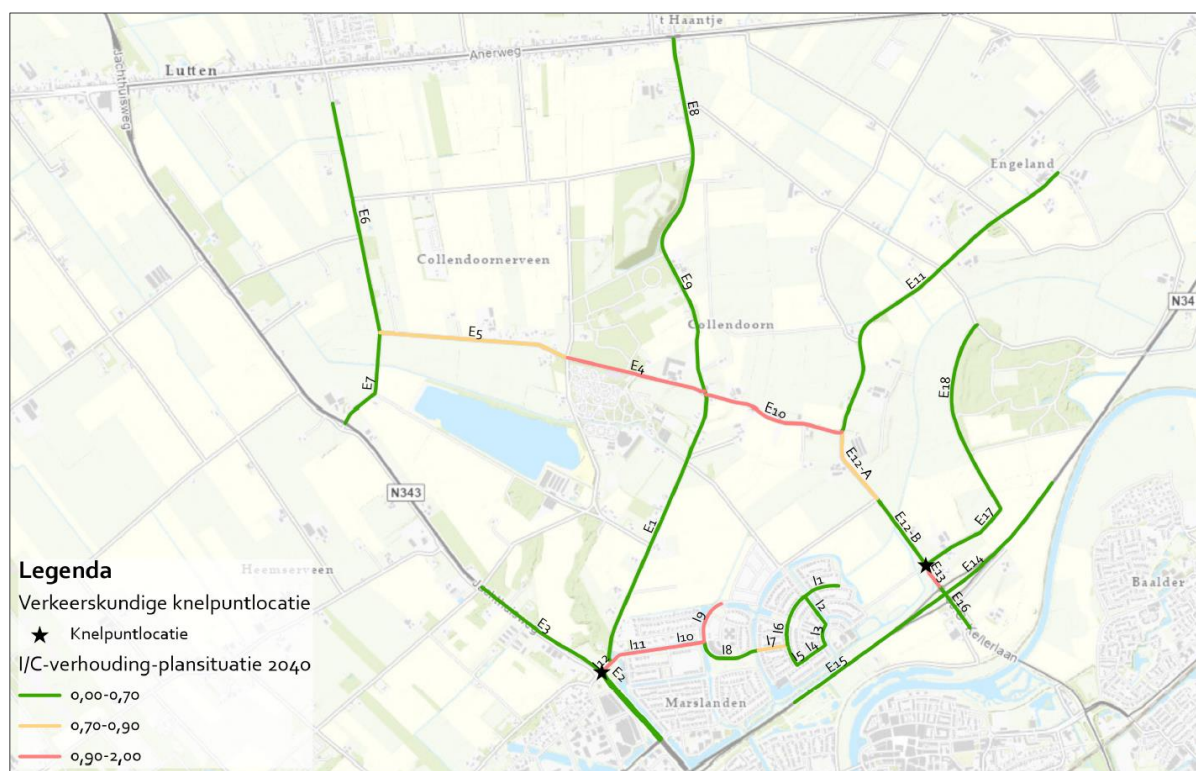 't Haantje
Anerweg
Lutten
Jachthuisweg
E8
Engeland
E6
Collendoornerveen
E11
E9
N34
Collendoorn
E5
E4
E7
E18
E10
E12-A
N343
E1
E12-B
E17
E14
E13
Baalder
Heemserveen
E3
E16
I1
I2
I9
I6
I3
I10
I7
I4
I11
I8
I5
E15
I12
E2
Marslanden
Legenda
Verkeerskundige knelpuntlocatie
Knelpuntlocatie
I/C-verhouding-plansituatie 2040
0,00-0,70
0,70-0,90
0,90-2,00